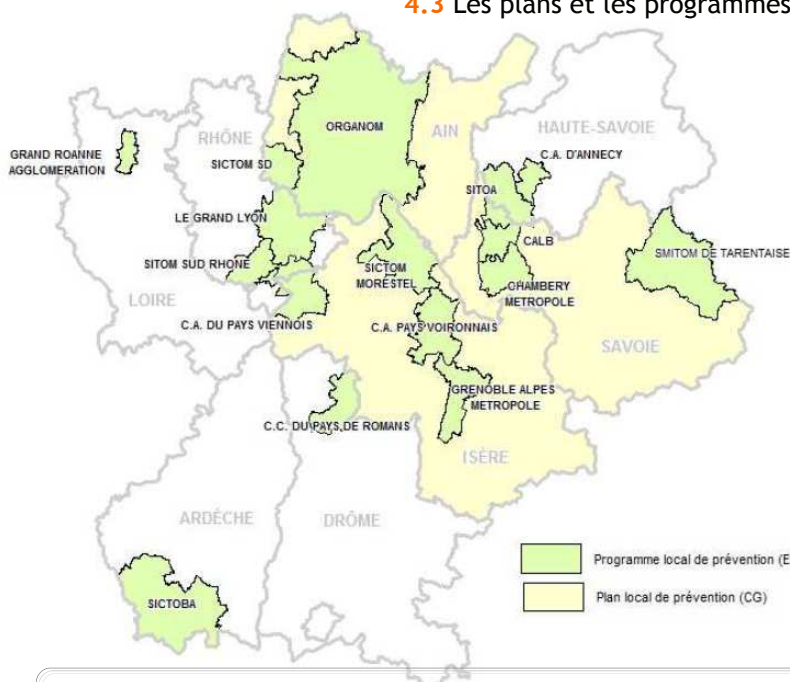 4.3 Les plans et les programmes
ORGANOM
AIN
HAUTE-SAVOIE
RHÔNE
GRAND ROANNE
AGGLOMERATION
SICTOM SD
C.A. D'ANNECY
SITOA
LE GRAND LYON
CALB
SMITOM DE TARENTAISE
SITOM SUD RHONE
SICTOM
MORESTEL
CHAMBERY
METROPOLE
LOIRE
C.A. DU PAYS VIENNOIS
C.A. PAYS VOIRONNAIS
SAVOIE
GRENOBLE ALPES
METROPOLE
C.C. DU PAYS DE ROMANS
ISÈRE
ARDÈCHE
DRÔME
Programme local de prévention (E
Plan local de prévention (CG)
SICTOBA